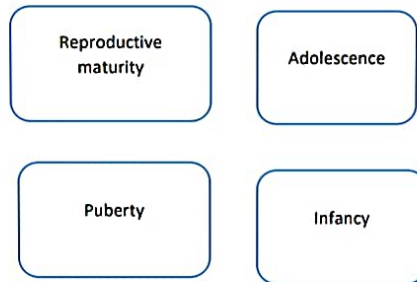 Reproductive
maturity
Adolescence
Puberty
Infancy